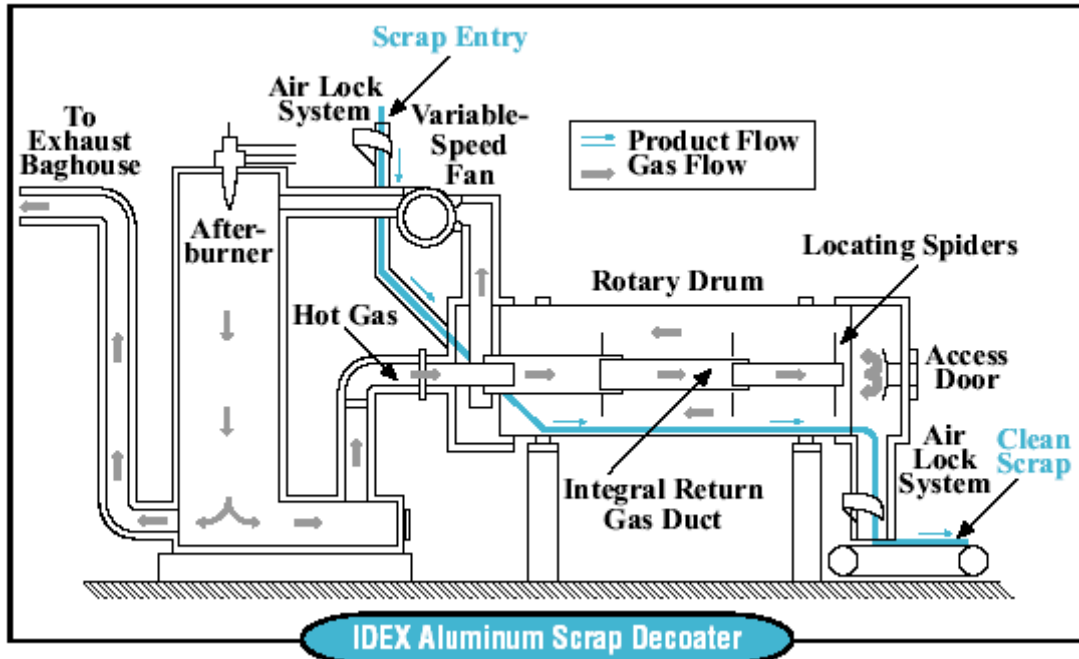 Scrap Entry
Air Lock
System
Variable-
Speed
Fan
To
Exhaust
Baghouse
Product Flow
Gas Flow
After-
burner
Locating Spiders
Rotary Drum
Hot Gas
Access
Door
Air
Lock
System
Clean
Scrap
Integral Return
Gas Duct
IDEX Aluminum Scrap Decoater